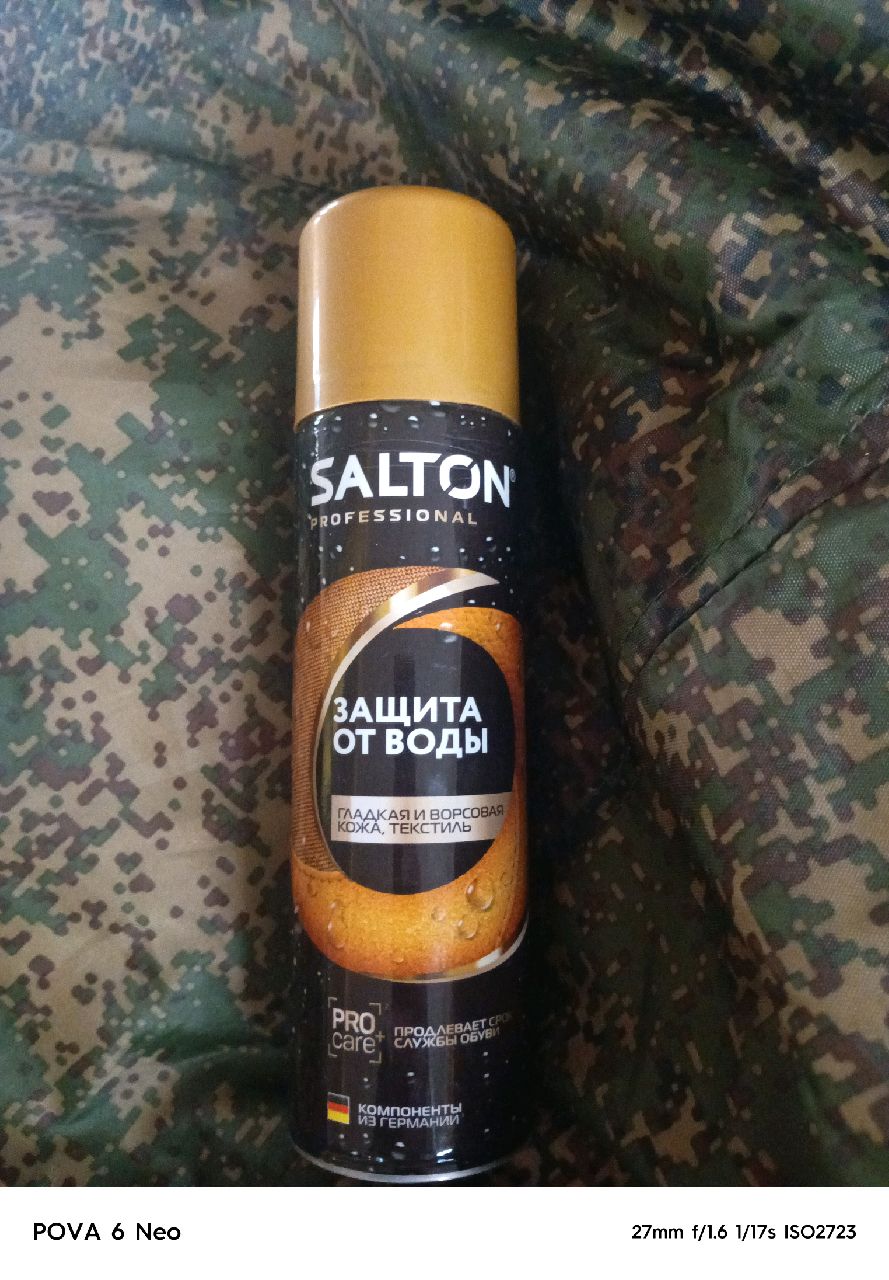 SALTON®
PROFESSIONAL
ЗАЩИТА
ОТ ВОДЫ
ГЛАДКАЯ И ВОРСОВАЯ
КОЖА, ТЕКСТИЛЬ
PRO
care+
ПРОДЛЕВАЕТ СРОК
СЛУЖБЫ ОБУВИ
КОМПОНЕНТЫ
ИЗ ГЕРМАНИИ
POVA 6 Neo
27mm f/1.6 1/17s ISO2723